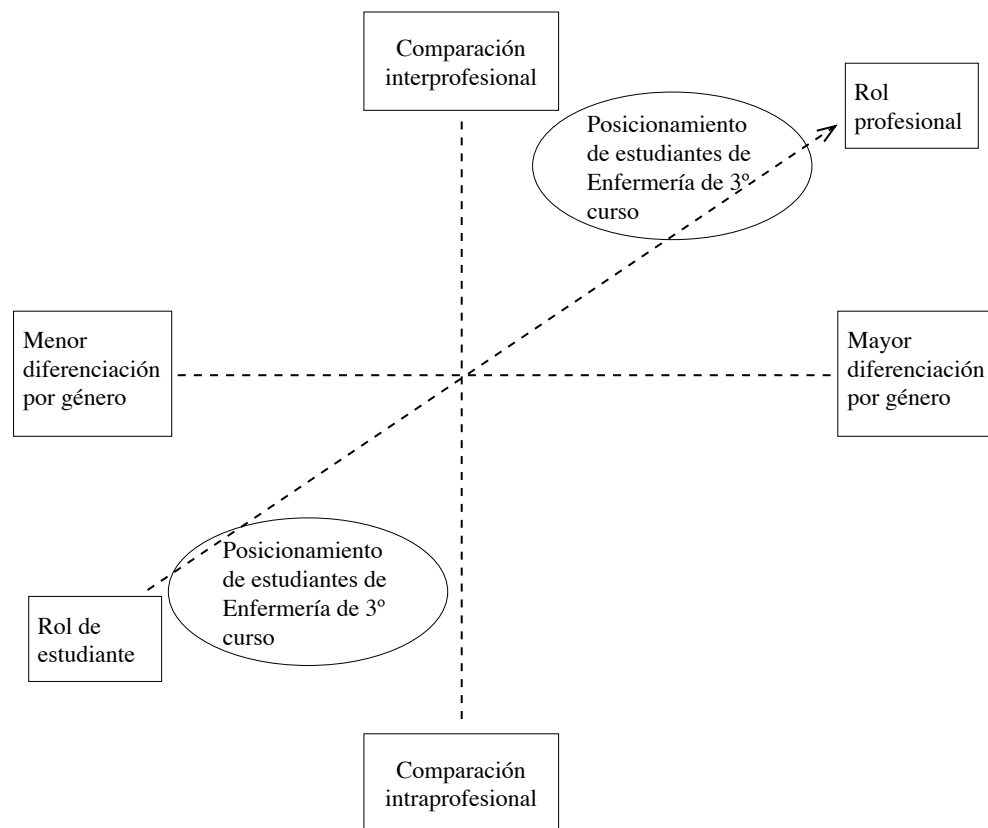 Comparación
interprofesional
Rol
profesional
Posicionamiento
de estudiantes de
Enfermería de 3º
curso
Menor
diferenciación
por género
Mayor
diferenciación
por género
Posicionamiento
de estudiantes de
Enfermería de 3º
curso
Rol de
estudiante
Comparación
intraprofesional